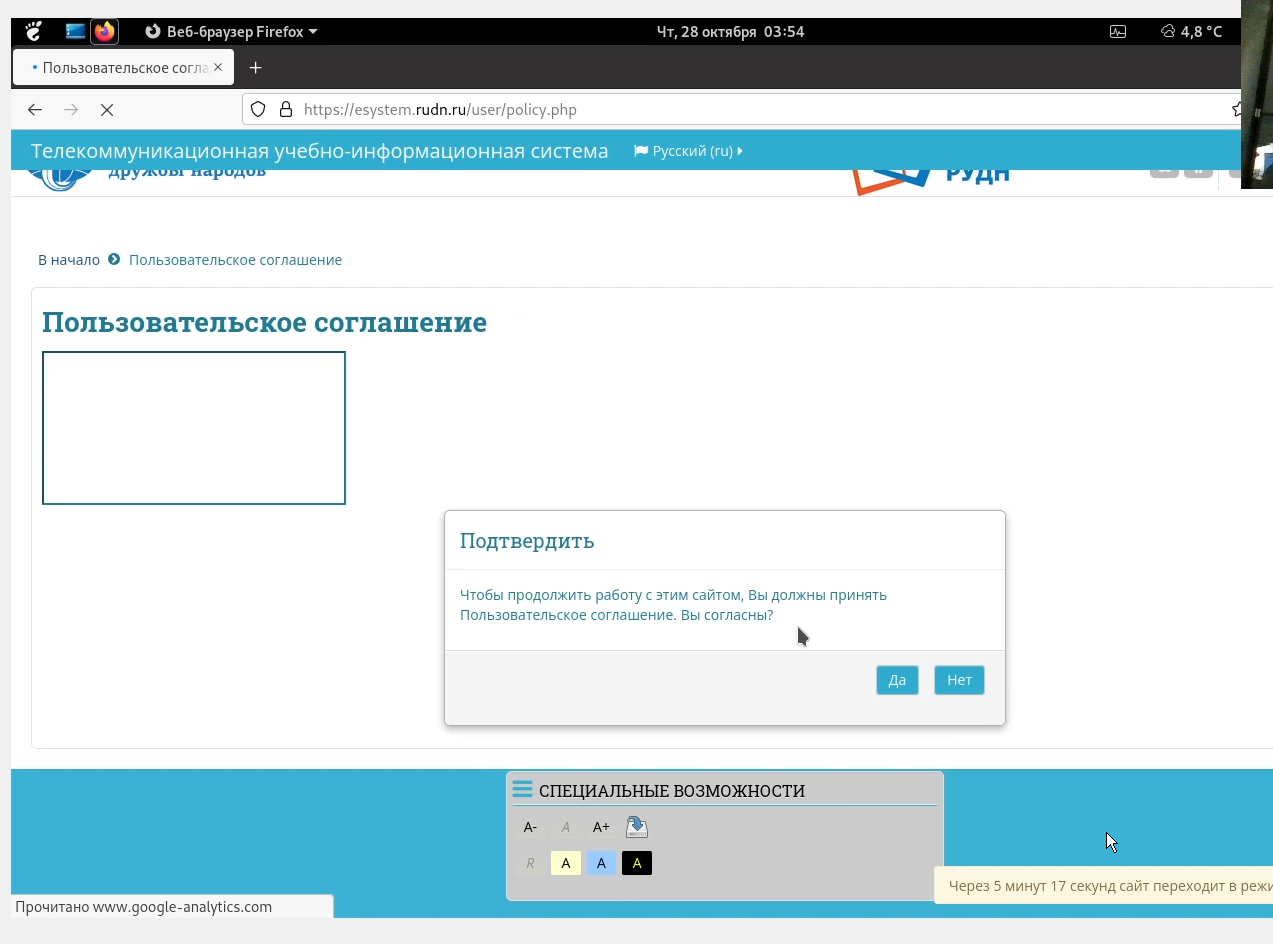 Веб-браузер Firefox
Чт, 28 октября 03:54
4,8 °C
Пользовательское согла
https://esystem.rudn.ru/user/policy.php
Телекоммуникационная учебно-информационная система
Русский (ru)
дружбы народов
РУДН
В начало
Пользовательское соглашение
Пользовательское соглашение
Подтвердить
Чтобы продолжить работу с этим сайтом, Вы должны принять
Пользовательское соглашение. Вы согласны?
Да
Нет
СПЕЦИАЛЬНЫЕ ВОЗМОЖНОСТИ
A- A A+
R A A A
Через 5 минут 17 секунд сайт переходит в режи
Прочитано www.google-analytics.com